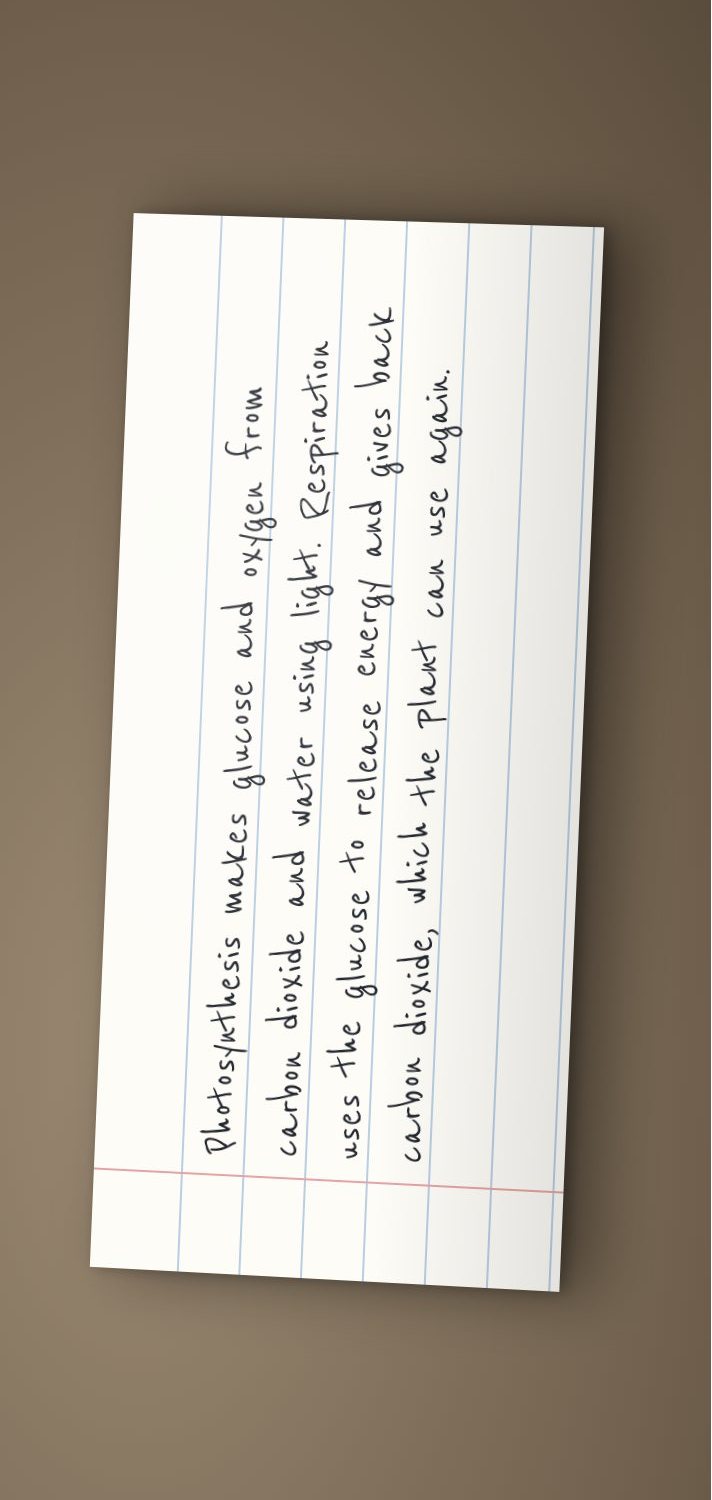 Photosynthesis makes glucose and oxygen from
carbon dioxide and water using light. Respiration
uses the glucose to release energy and gives back
carbon dioxide, which the plant can use again.